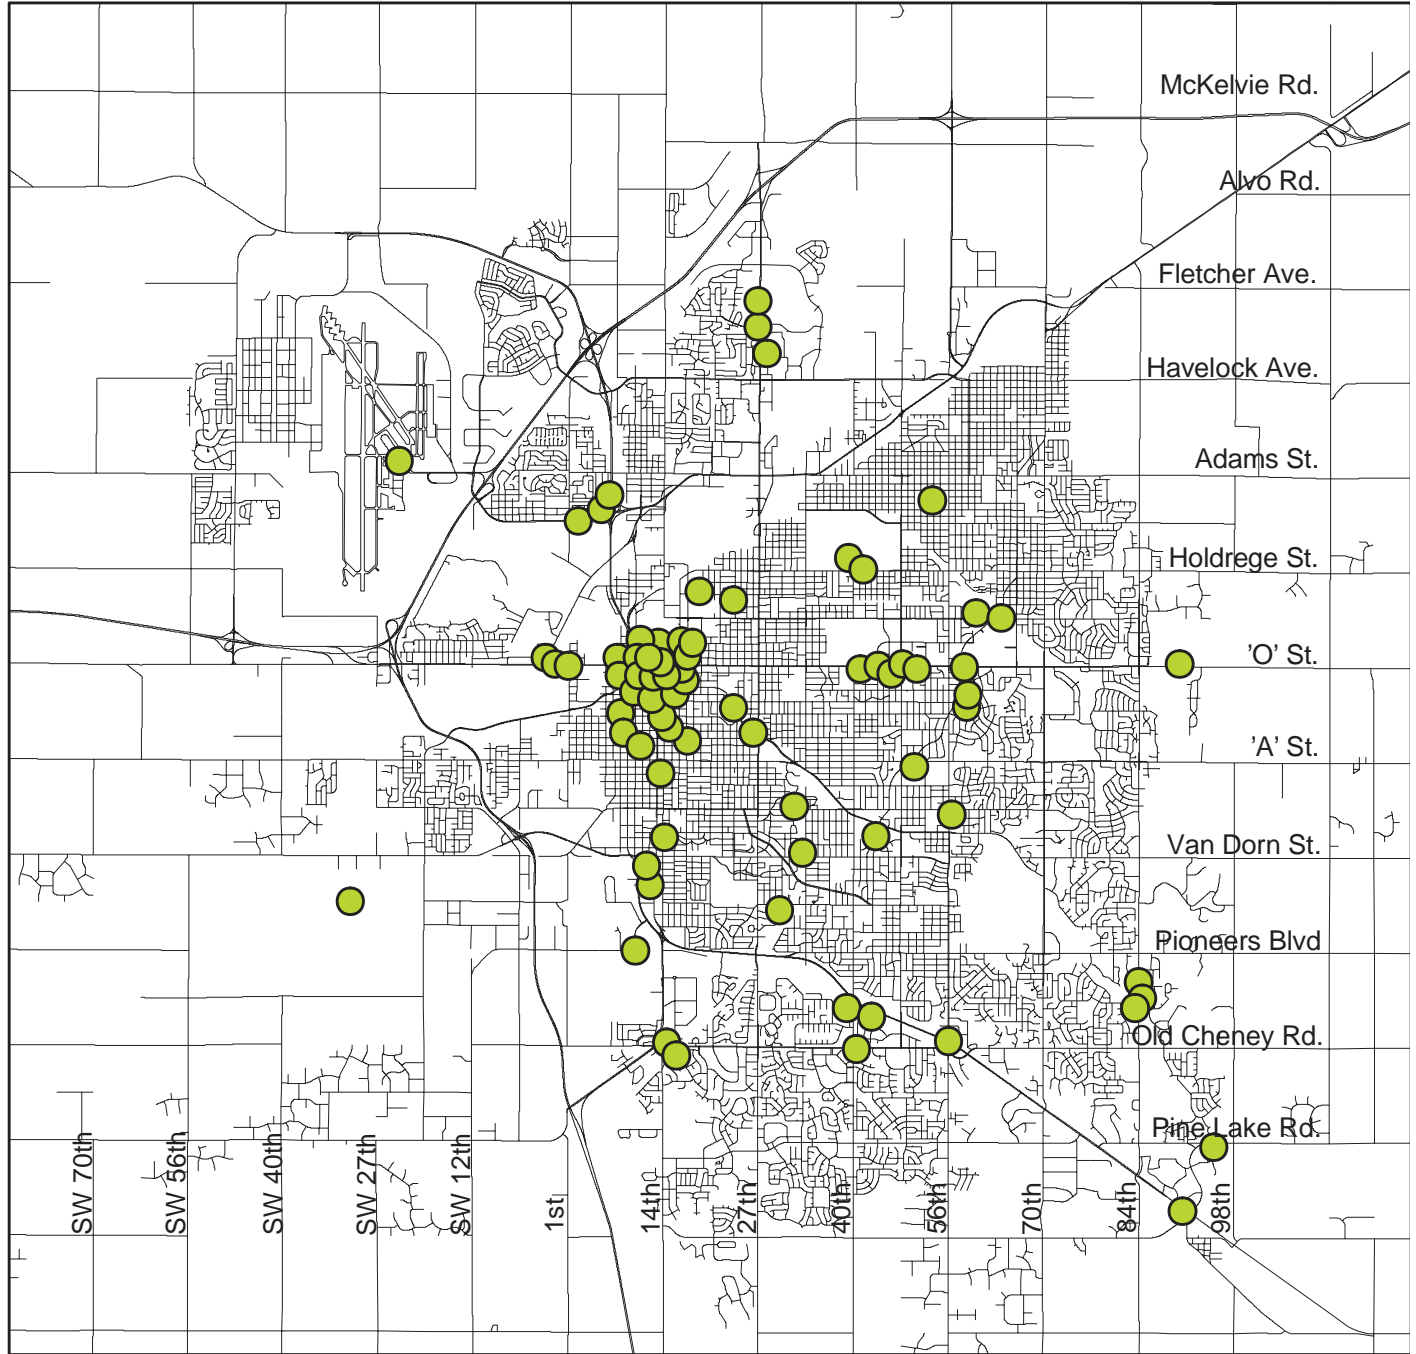 McKelvie Rd.
Alvo Rd.
Fletcher Ave.
Havelock Ave.
Adams St.
Holdrege St.
'O' St.
'A' St.
Van Dorn St.
Pioneers Blvd
Old Cheney Rd.
Pine Lake Rd.
SW 70th
SW 56th
SW 40th
SW 27th
SW 12th
1st
14th
27th
40th
56th
70th
84th
98th